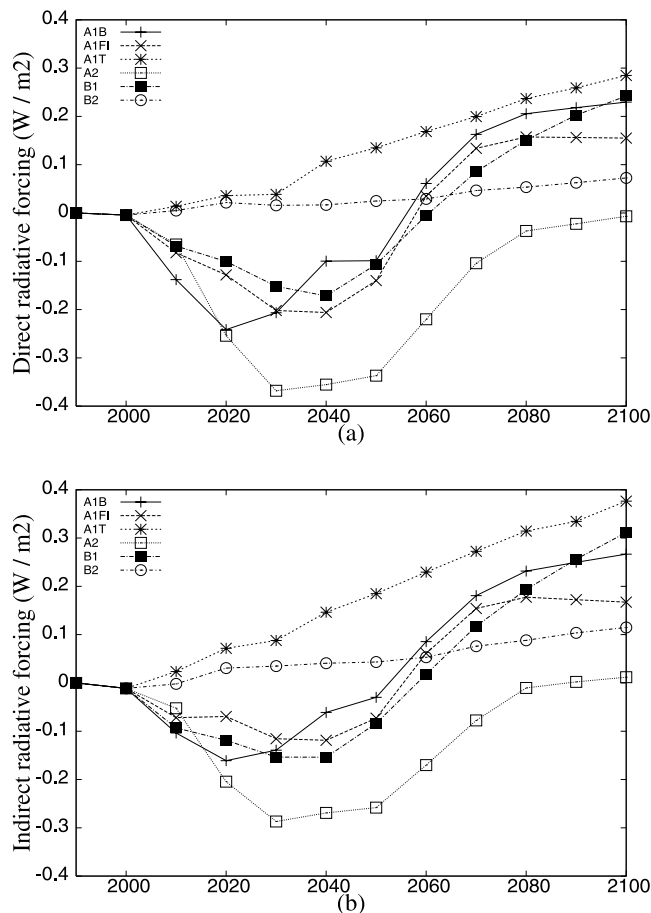 Direct radiative forcing (W / m2)
0.4
0.3
0.2
0.1
0
-0.1
-0.2
-0.3
-0.4
A1B
A1FI
A1T
A2
B1
B2
2000 2020 2040 2060 2080 2100
(a)
Indirect radiative forcing (W / m2)
0.4
0.3
0.2
0.1
0
-0.1
-0.2
-0.3
-0.4
A1B
A1FI
A1T
A2
B1
B2
2000 2020 2040 2060 2080 2100
(b)